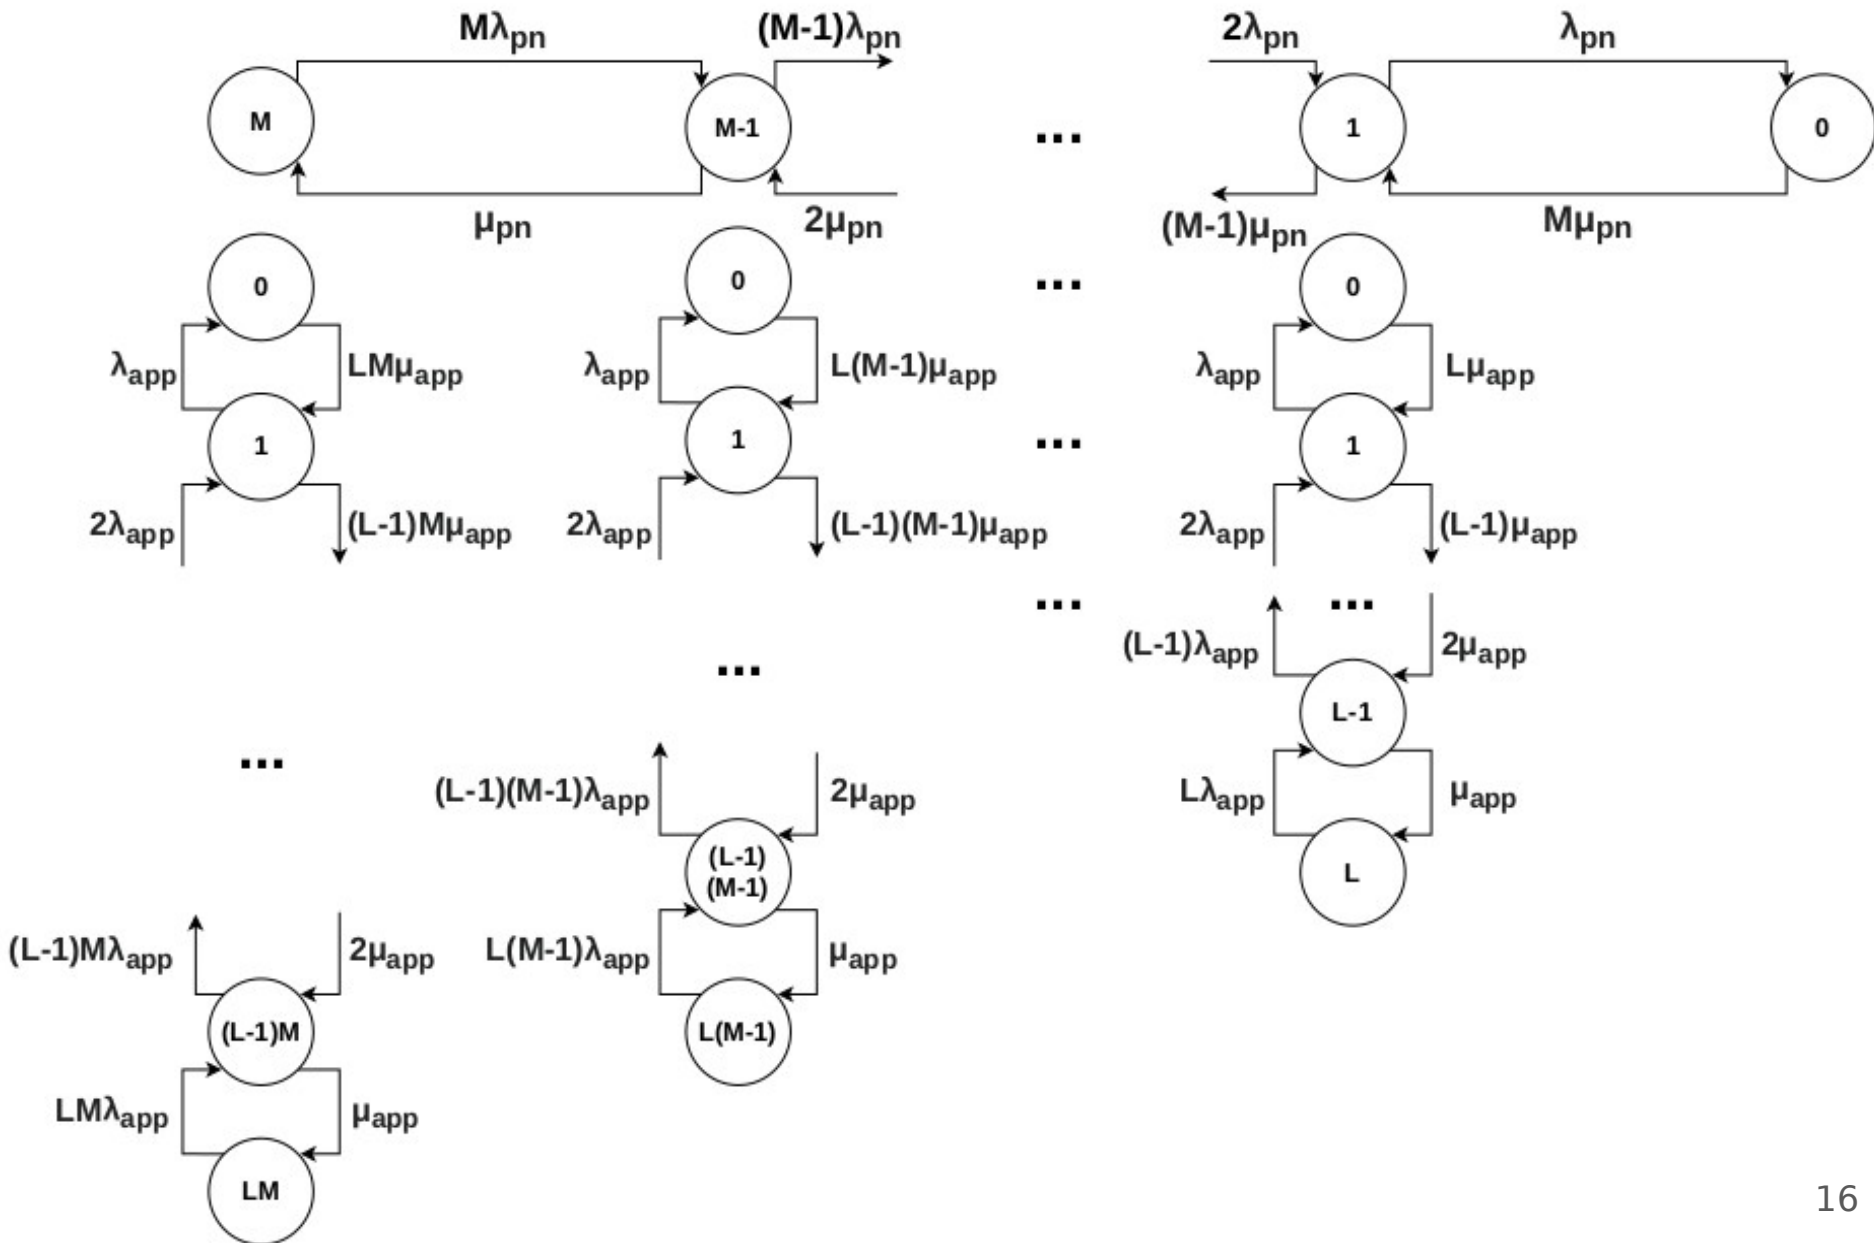 Mλpn (M-1)λpn 2λpn λpn
M M-1 ... 1 0
μpn 2μpn (M-1)μpn Mμpn
0 0 ... 0
λapp LMμapp λapp L(M-1)μapp λapp Lμapp
1 1 ... 1
2λapp (L-1)Mμapp 2λapp (L-1)(M-1)μapp 2λapp (L-1)μapp
... ...
(L-1)λapp 2μapp
...
L-1
...
(L-1)(M-1)λapp 2μapp Lλapp μapp
(L-1)
(M-1)
L
(L-1)Mλapp 2μapp L(M-1)λapp μapp
(L-1)M L(M-1)
LMλapp μapp
LM
16